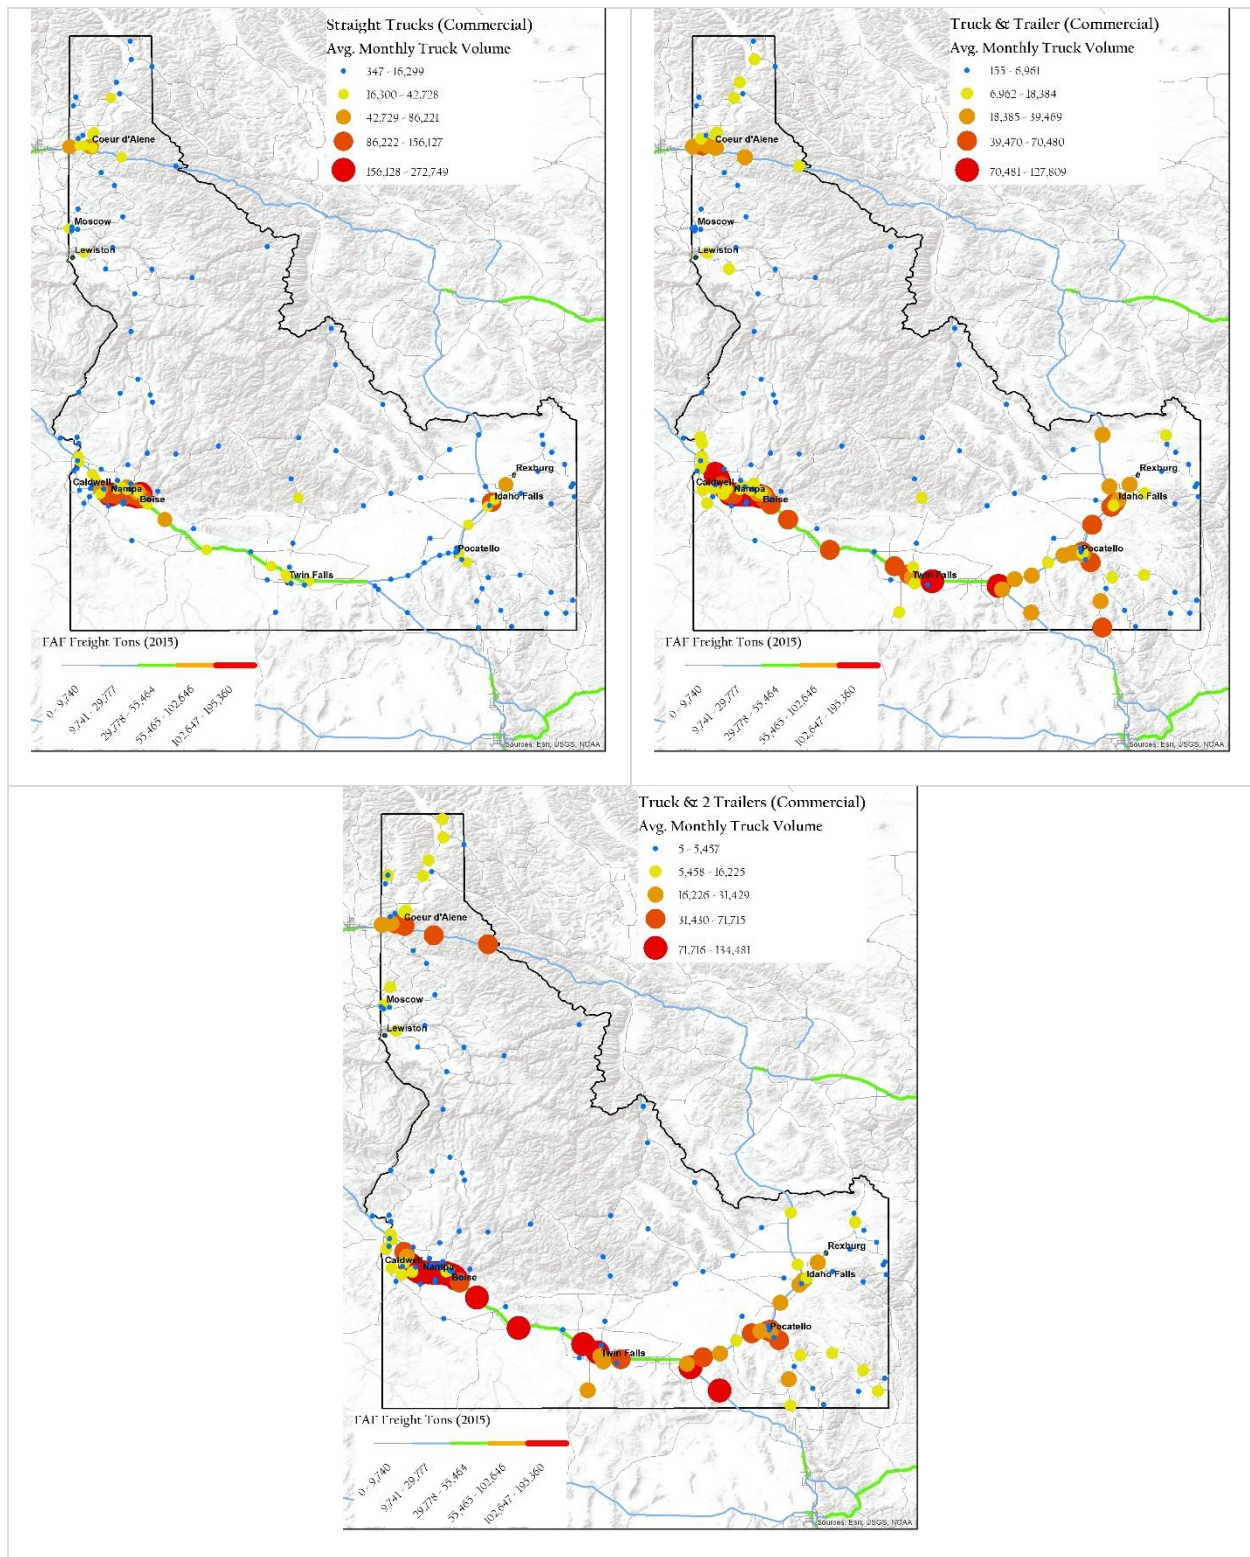 Straight Trucks (Commercial)
Avg. Monthly Truck Volume
347 - 16,299
16,300 - 42,728
42,729 - 86,221
86,222 - 156,127
156,128 - 272,749
Coeur d'Alene
Moscow
Lewiston
Rexburg
Caldwell
Nampa
Boise
Idaho Falls
Pocatello
Twin Falls
FAF Freight Tons (2015)
0 - 9,740
9,741 - 29,777
29,778 - 55,464
55,465 - 102,646
102,647 - 195,360
Sources: Esri, USGS, NOAA
Truck & Trailer (Commercial)
Avg. Monthly Truck Volume
155 - 6,961
6,962 - 18,384
18,385 - 39,469
39,470 - 70,480
70,481 - 127,809
Coeur d'Alene
Moscow
Lewiston
Rexburg
Caldwell
Nampa
Boise
Idaho Falls
Pocatello
Twin Falls
FAF Freight Tons (2015)
0 - 9,740
9,741 - 29,777
29,778 - 55,464
55,465 - 102,646
102,647 - 195,360
Sources: Esri, USGS, NOAA
Truck & 2 Trailers (Commercial)
Avg. Monthly Truck Volume
5 - 5,457
5,458 - 16,225
16,226 - 31,429
31,430 - 71,715
71,716 - 134,481
Coeur d'Alene
Moscow
Lewiston
Rexburg
Caldwell
Nampa
Boise
Idaho Falls
Pocatello
Twin Falls
FAF Freight Tons (2015)
0 - 9,740
9,741 - 29,777
29,778 - 55,464
55,465 - 102,646
102,647 - 195,360
Sources: Esri, USGS, NOAA